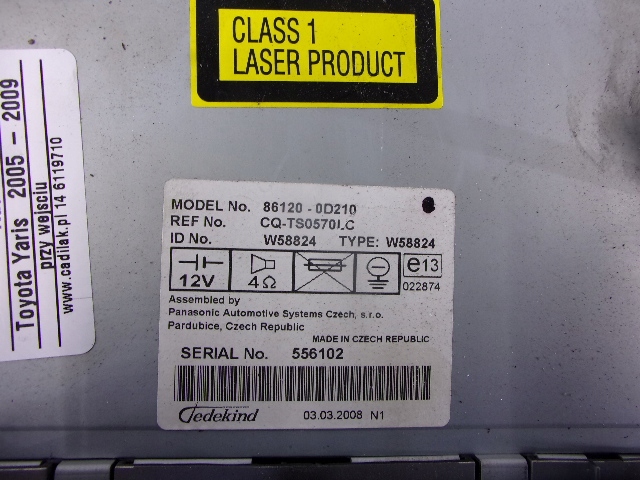 CLASS 1
LASER PRODUCT
Toyota Yaris 2005 - 2009
przy wejściu
www.cadilak.pl 14 6119710
MODEL No. 86120 - 0D210
REF No. CQ-TS0570LC
ID No. W58824 TYPE: W58824
12V 4Ω e13
022874
Assembled by
Panasonic Automotive Systems Czech, s.r.o.
Pardubice, Czech Republic
MADE IN CZECH REPUBLIC
SERIAL No. 556102
Jedekind 03.03.2008 N1